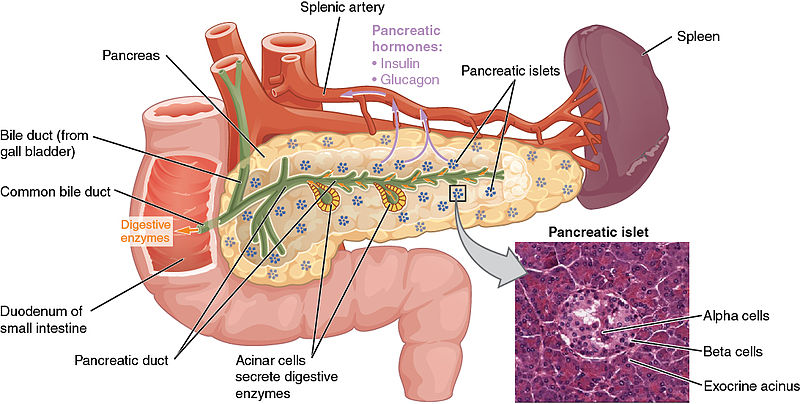 Splenic artery
Pancreatic
hormones:
• Insulin
• Glucagon
Spleen
Pancreas
Pancreatic islets
Bile duct (from
gall bladder)
Common bile duct
Digestive
enzymes
Pancreatic islet
Duodenum of
small intestine
Alpha cells
Pancreatic duct
Acinar cells
secrete digestive
enzymes
Beta cells
Exocrine acinus